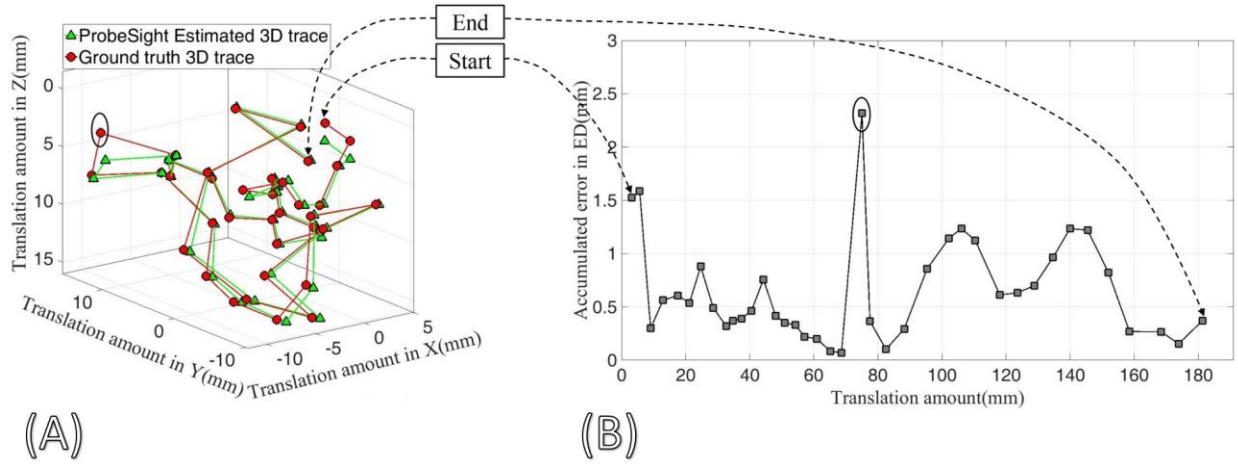 ProbeSight Estimated 3D trace
Ground truth 3D trace
End
Start
Translation amount in Z(mm)
0
5
10
15
Translation amount in Y(mm)
10
0
-10
Translation amount in X(mm)
-10
-5
0
5
(A)
Accumulated error in ED(mm)
3
2.5
2
1.5
1
0.5
0
0 20 40 60 80 100 120 140 160 180
Translation amount(mm)
(B)